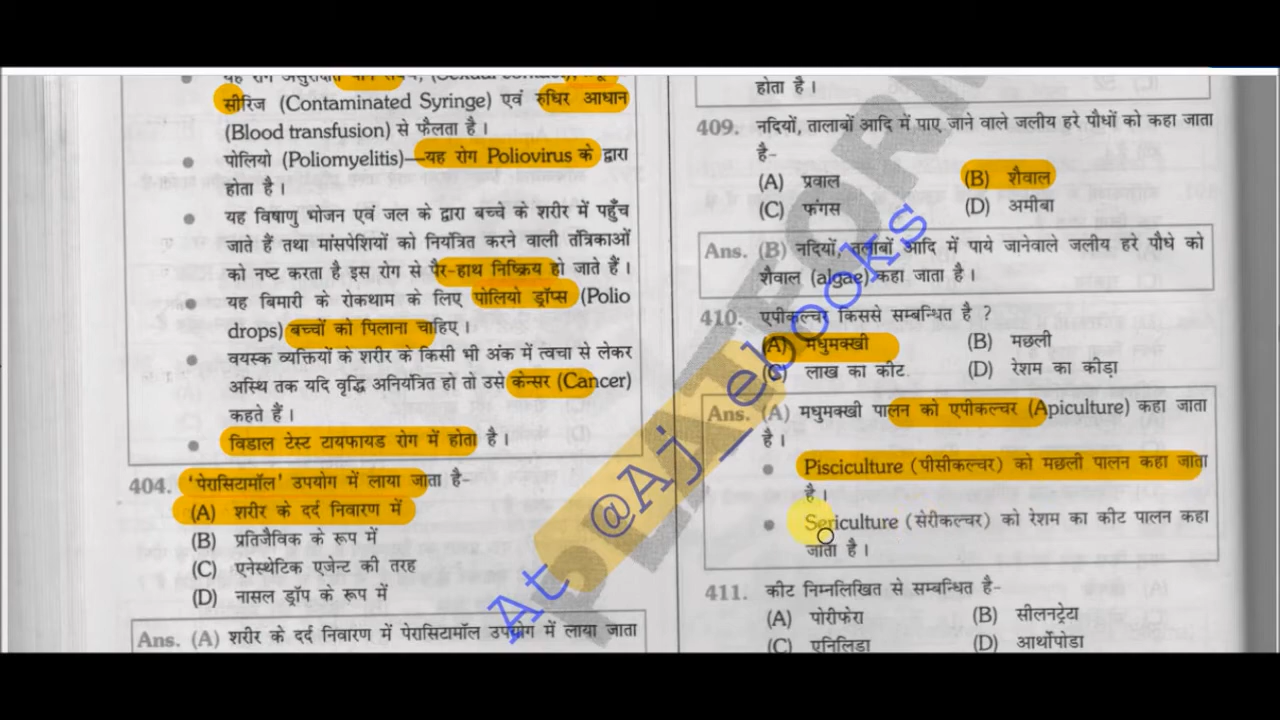 यह रोग असुरक्षित यौन संबंध, (Sexual contact),
सीरिंज (Contaminated Syringe) एवं रुधिर आधान
(Blood transfusion) से फैलता है।
• पोलियो (Poliomyelitis)—यह रोग Poliovirus के द्वारा
होता है।
• यह विषाणु भोजन एवं जल के द्वारा बच्चे के शरीर में पहुँच
जाते हैं तथा मांसपेशियों को नियंत्रित करने वाली तंत्रिकाओं
को नष्ट करता है इस रोग से पैर-हाथ निष्क्रिय हो जाते हैं।
• यह बिमारी के रोकथाम के लिए पोलियो ड्रॉप्स (Polio
drops) बच्चों को पिलाना चाहिए।
• वयस्क व्यक्तियों के शरीर के किसी भी अंक में त्वचा से लेकर
अस्थि तक यदि वृद्धि अनियंत्रित हो तो उसे केन्सर (Cancer)
कहते हैं।
• विडाल टेस्ट टायफायड रोग में होता है।
404. 'पेरासिटामॉल' उपयोग में लाया जाता है-
(A) शरीर के दर्द निवारण में
(B) प्रतिजैविक के रूप में
(C) एनेस्थेटिक एजेन्ट की तरह
(D) नासल ड्रॉप के रूप में
Ans. (A) शरीर के दर्द निवारण में पेरासिटामॉल उपयोग में लाया जाता
होता है।
409. नदियों, तालाबों आदि में पाए जाने वाले जलीय हरे पौधों को कहा जाता
है-
(A) प्रवाल (B) शैवाल
(C) फंगस (D) अमीबा
Ans. (B) नदियों, तलाबों आदि में पाये जानेवाले जलीय हरे पौधे को
शैवाल (algae) कहा जाता है।
410. एपीकल्चर किससे सम्बन्धित है ?
(A) मधुमक्खी (B) मछली
(C) लाख का कीट (D) रेशम का कीड़ा
Ans. (A) मधुमक्खी पालन को एपीकल्चर (Apiculture) कहा जाता
है।
• Pisciculture (पीसीकल्चर) को मछली पालन कहा जाता
है।
• Sericulture (सेरीकल्चर) को रेशम का कीट पालन कहा
जाता है।
411. कीट निम्नलिखित से सम्बन्धित है-
(A) पोरीफेरा (B) सीलनट्रेटा
(C) एनिलिडा (D) आर्थोपोडा
At @Aj_ebooks